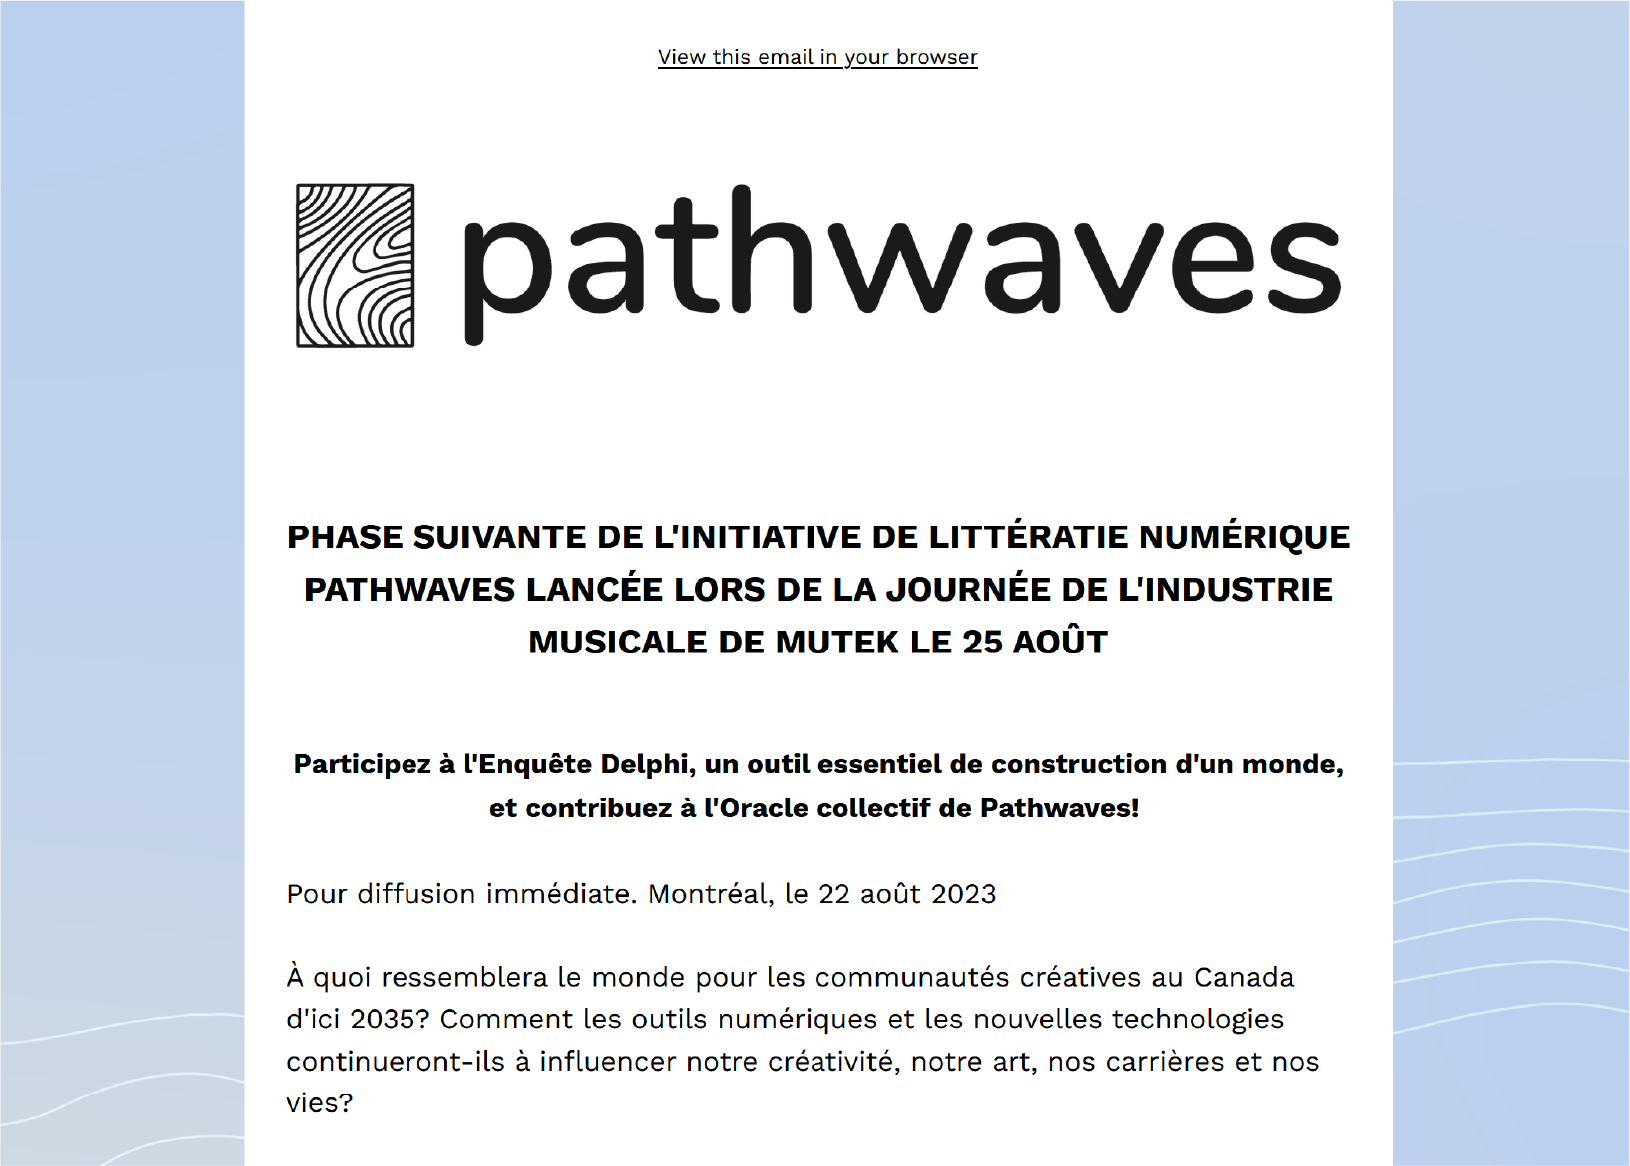 View this email in your browser
pathwaves
PHASE SUIVANTE DE L'INITIATIVE DE LITTÉRATIE NUMÉRIQUE
PATHWAVES LANCÉE LORS DE LA JOURNÉE DE L'INDUSTRIE
MUSICALE DE MUTEK LE 25 AOÛT
Participez à l'Enquête Delphi, un outil essentiel de construction d'un monde,
et contribuez à l'Oracle collectif de Pathwaves!
Pour diffusion immédiate. Montréal, le 22 août 2023
À quoi ressemblera le monde pour les communautés créatives au Canada
d'ici 2035? Comment les outils numériques et les nouvelles technologies
continueront-ils à influencer notre créativité, notre art, nos carrières et nos
vies?